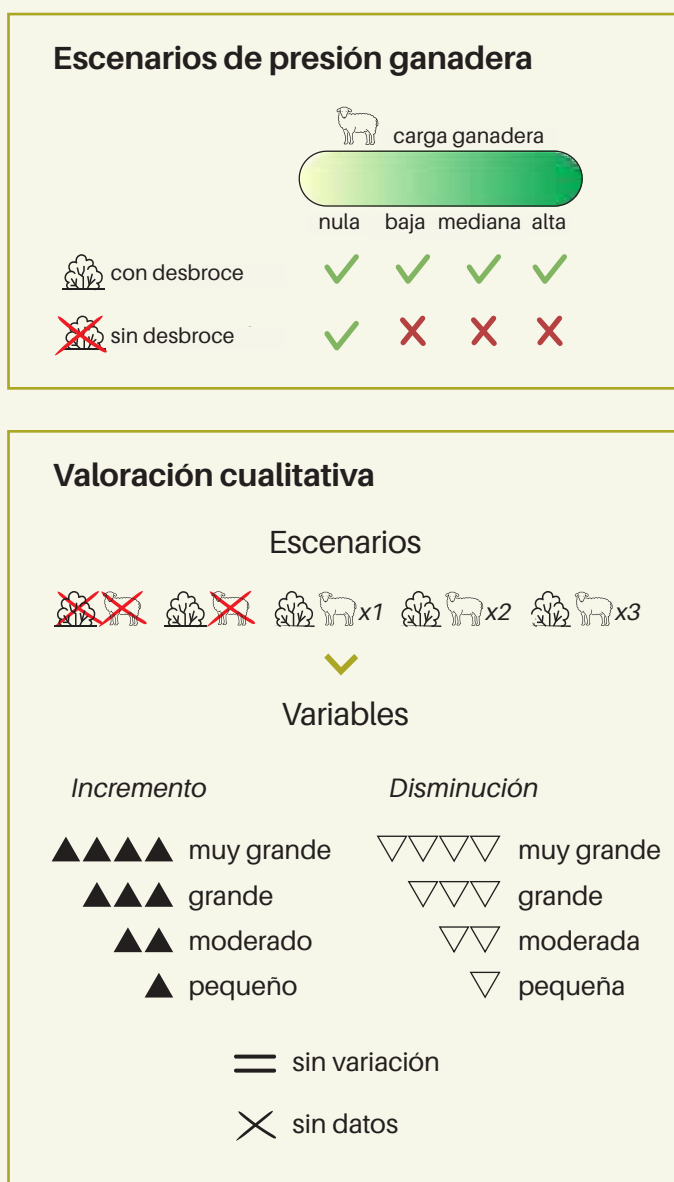 Escenarios de presión ganadera
carga ganadera
nula baja mediana alta
con desbroce
sin desbroce
Valoración cualitativa
Escenarios
x1 x2 x3
Variables
Incremento Disminución
muy grande muy grande
grande grande
moderado moderada
pequeño pequeña
sin variación
sin datos